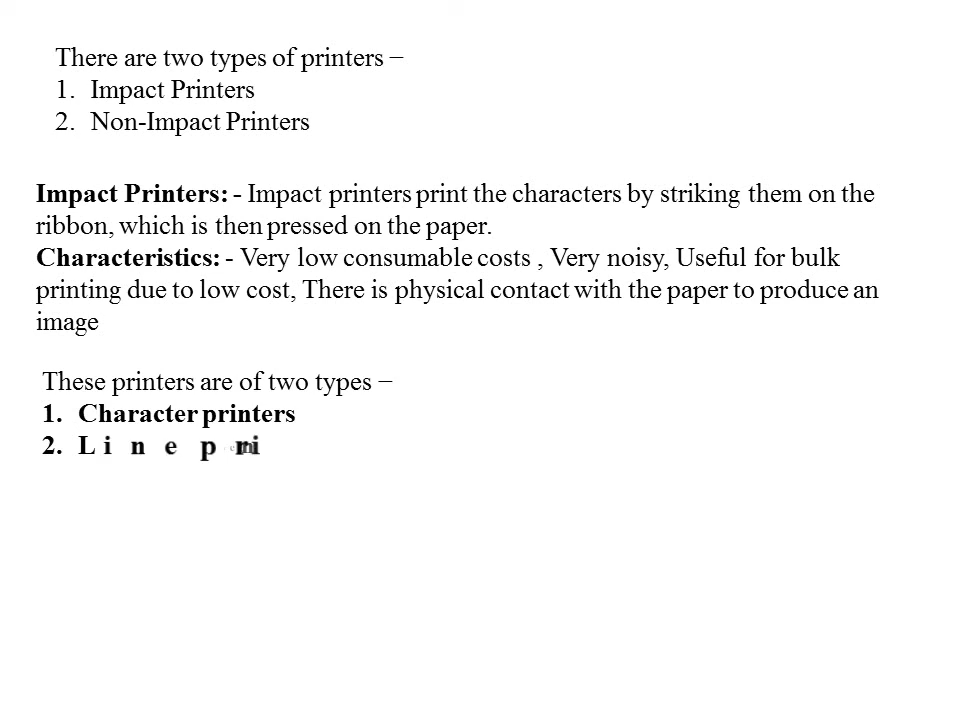 There are two types of printers −
1. Impact Printers
2. Non-Impact Printers
Impact Printers: - Impact printers print the characters by striking them on the
ribbon, which is then pressed on the paper.
Characteristics: - Very low consumable costs , Very noisy, Useful for bulk
printing due to low cost, There is physical contact with the paper to produce an
image
These printers are of two types −
1. Character printers
2. Line